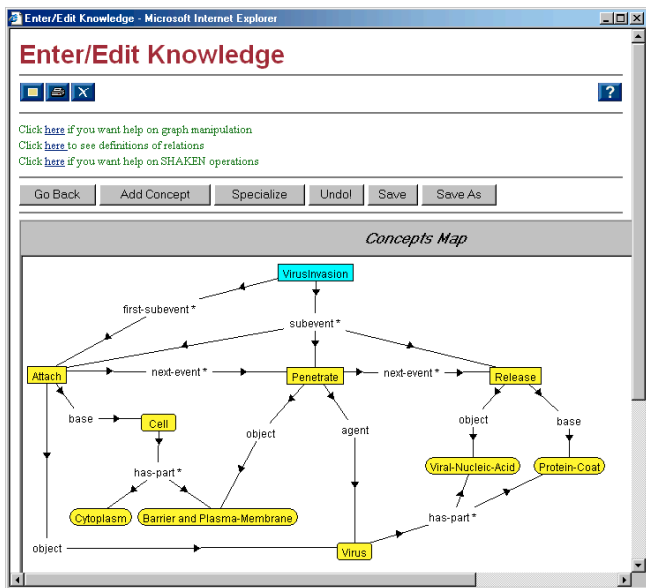 Enter/Edit Knowledge - Microsoft Internet Explorer
Enter/Edit Knowledge
?
Click here if you want help on graph manipulation
Click here to see definitions of relations
Click here if you want help on SHAKEN operations
Go Back Add Concept Specialize Undo! Save Save As
Concepts Map
VirusInvasion
first-subevent *
subevent *
Attach next-event * Penetrate next-event * Release
base Cell object agent object base
has-part * Viral-Nucleic-Acid Protein-Coat
Cytoplasm Barrier and Plasma-Membrane has-part *
object Virus